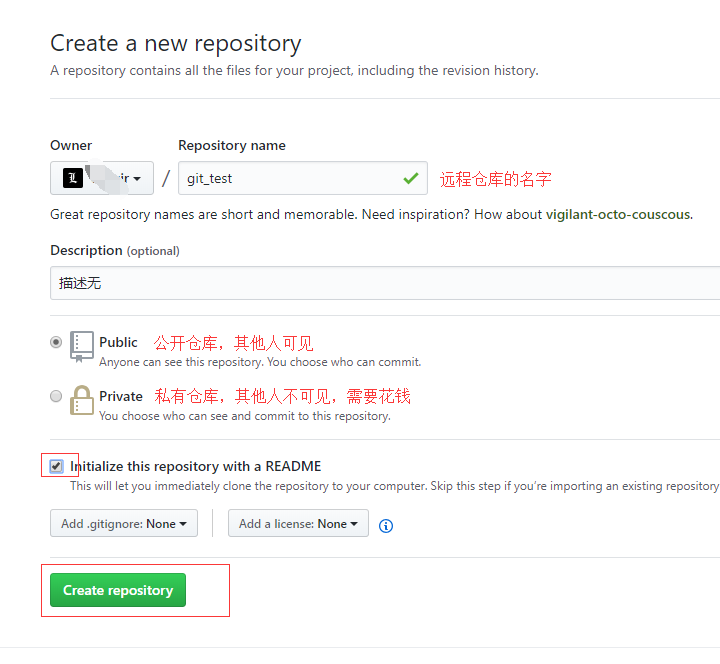 Create a new repository
A repository contains all the files for your project, including the revision history.
Owner
Repository name
L
/
git_test
远程仓库的名字
Great repository names are short and memorable. Need inspiration? How about vigilant-octo-couscous.
Description (optional)
描述无
Public 公开仓库，其他人可见
Anyone can see this repository. You choose who can commit.
Private 私有仓库，其他人不可见，需要花钱
You choose who can see and commit to this repository.
Initialize this repository with a README
This will let you immediately clone the repository to your computer. Skip this step if you're importing an existing repository
Add .gitignore: None
Add a license: None
Create repository